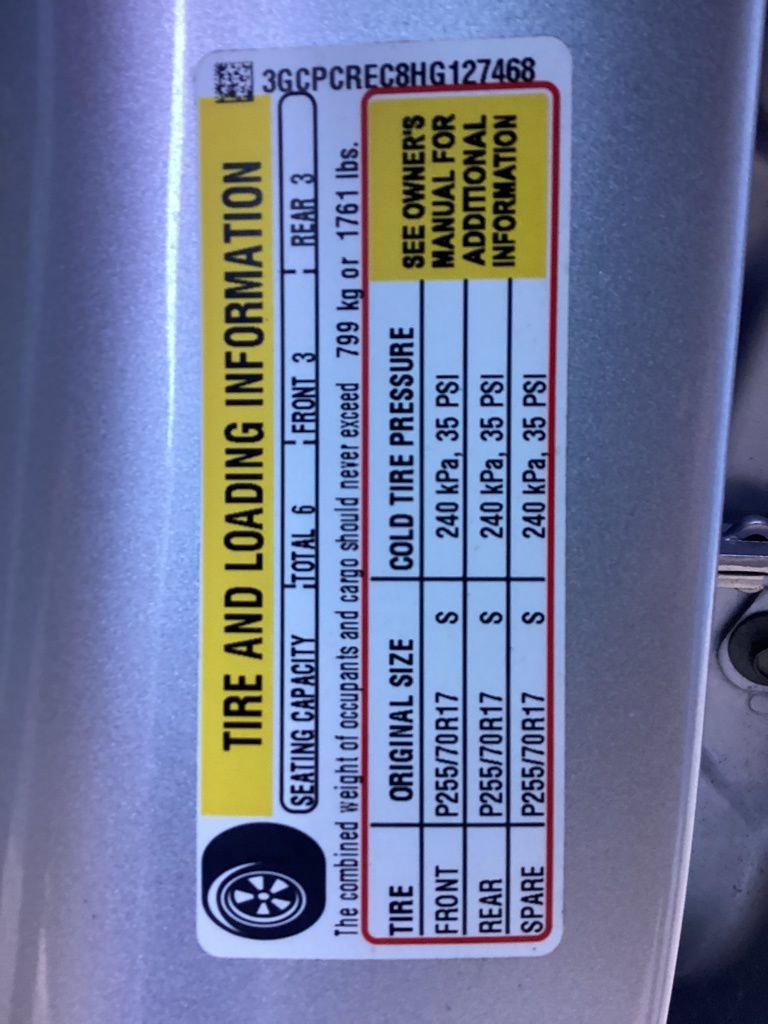 3GCPCREC8HG127468
TIRE AND LOADING INFORMATION
SEATING CAPACITY TOTAL 6 FRONT 3 REAR 3
The combined weight of occupants and cargo should never exceed 799 kg or 1761 lbs.
TIRE ORIGINAL SIZE COLD TIRE PRESSURE
FRONT P255/70R17 S 240 kPa, 35 PSI
REAR P255/70R17 S 240 kPa, 35 PSI
SPARE P255/70R17 S 240 kPa, 35 PSI
SEE OWNER'S
MANUAL FOR
ADDITIONAL
INFORMATION